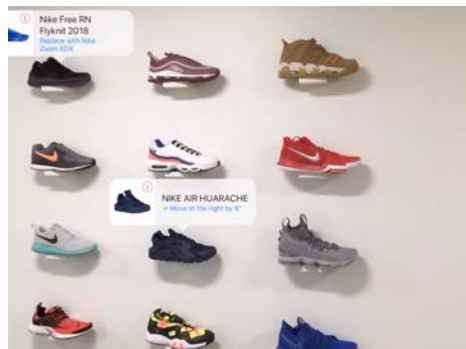 Nike Free RN
Flyknit 2018
Replace with Nike
Zoom KDX
NIKE AIR HUARACHE
→ Move to the right by 6"